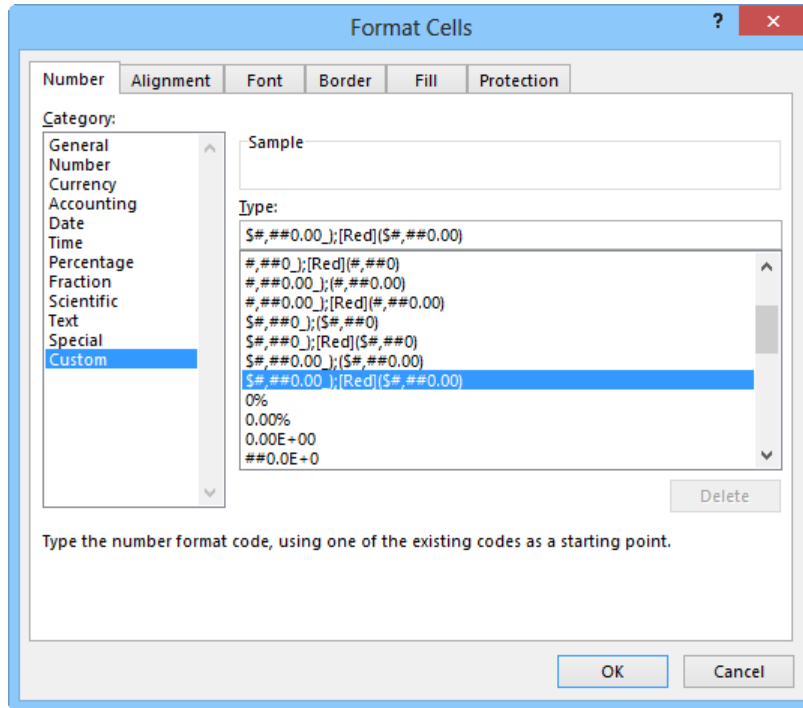 Format Cells
?
×
Number Alignment Font Border Fill Protection
Category:
General
Number
Currency
Accounting
Date
Time
Percentage
Fraction
Scientific
Text
Special
Custom
Sample
Type:
$#,##0.00_);[Red]($#,##0.00)
#,##0_);[Red](#,##0)
#,##0.00_);(#,##0.00)
#,##0.00_);[Red](#,##0.00)
$#,##0_);($#,##0)
$#,##0_);[Red]($#,##0)
$#,##0.00_);($#,##0.00)
$#,##0.00_);[Red]($#,##0.00)
0%
0.00%
0.00E+00
##0.0E+0
Delete
Type the number format code, using one of the existing codes as a starting point.
OK Cancel